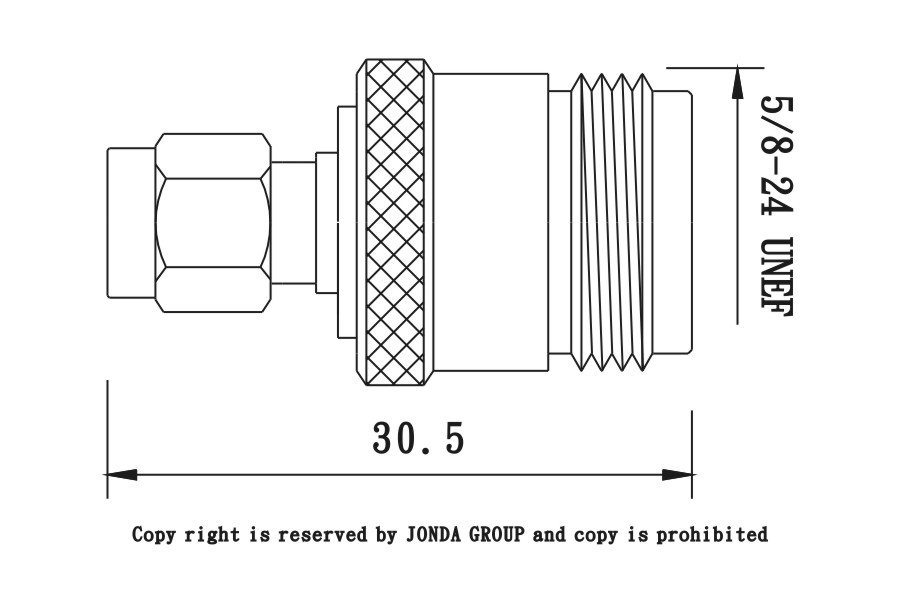 5/8-24 UNEF
30.5
Copy right is reserved by JONDA GROUP and copy is prohibited